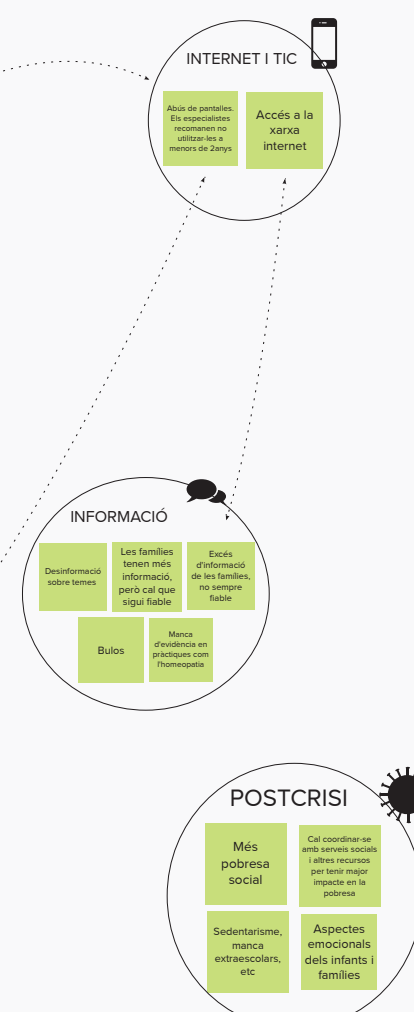 INTERNET I TIC
Abús de pantalles.
Els especialistes
recomanen no
utilitzar-les a
menors de 2anys
Accés a la
xarxa
internet
INFORMACIÓ
Desinformació
sobre temes
Les famílies
tenen més
informació,
però cal que
sigui fiable
Excés
d'informació
de les famílies,
no sempre
fiable
Bulos
Manca
d'evidència en
pràctiques com
l'homeopatia
POSTCRISI
Més
pobresa
social
Cal coordinar-se
amb serveis socials
i altres recursos
per tenir major
impacte en la
pobresa
Sedentarisme,
manca
extraescolars,
etc
Aspectes
emocionals
dels infants i
famílies